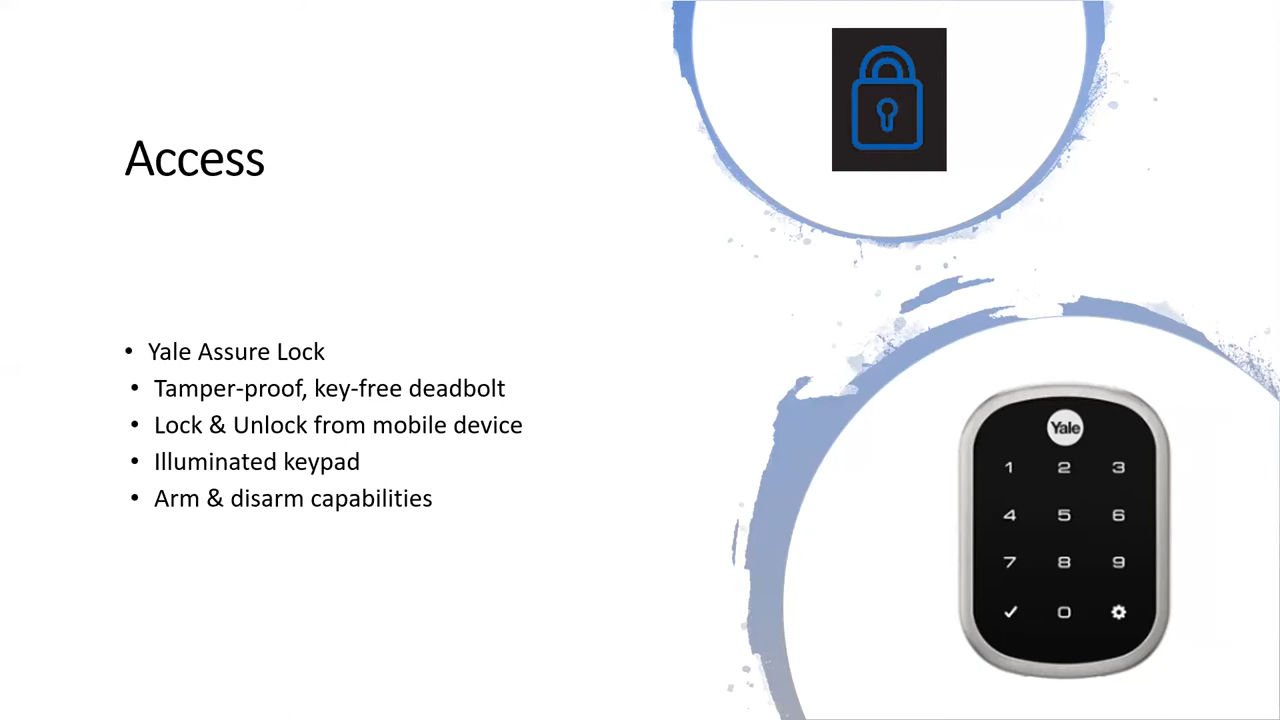 Access
• Yale Assure Lock
• Tamper-proof, key-free deadbolt
• Lock & Unlock from mobile device
• Illuminated keypad
• Arm & disarm capabilities
Yale
1 2 3
4 5 6
7 8 9
✓ 0